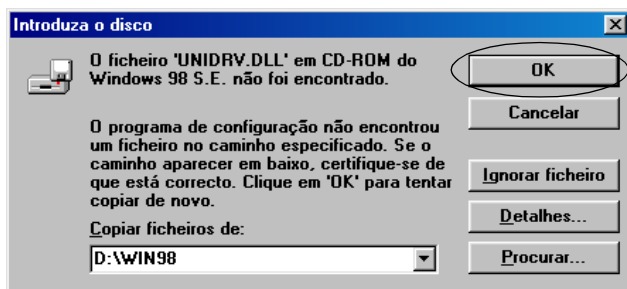 Introduza o disco
O ficheiro 'UNIDRV.DLL' em CD-ROM do
Windows 98 S.E. não foi encontrado.
O programa de configuração não encontrou
um ficheiro no caminho especificado. Se o
caminho aparecer em baixo, certifique-se de
que está correcto. Clique em 'OK' para tentar
copiar de novo.
Copiar ficheiros de:
D:\WIN98
OK
Cancelar
Ignorar ficheiro
Detalhes...
Procurar...